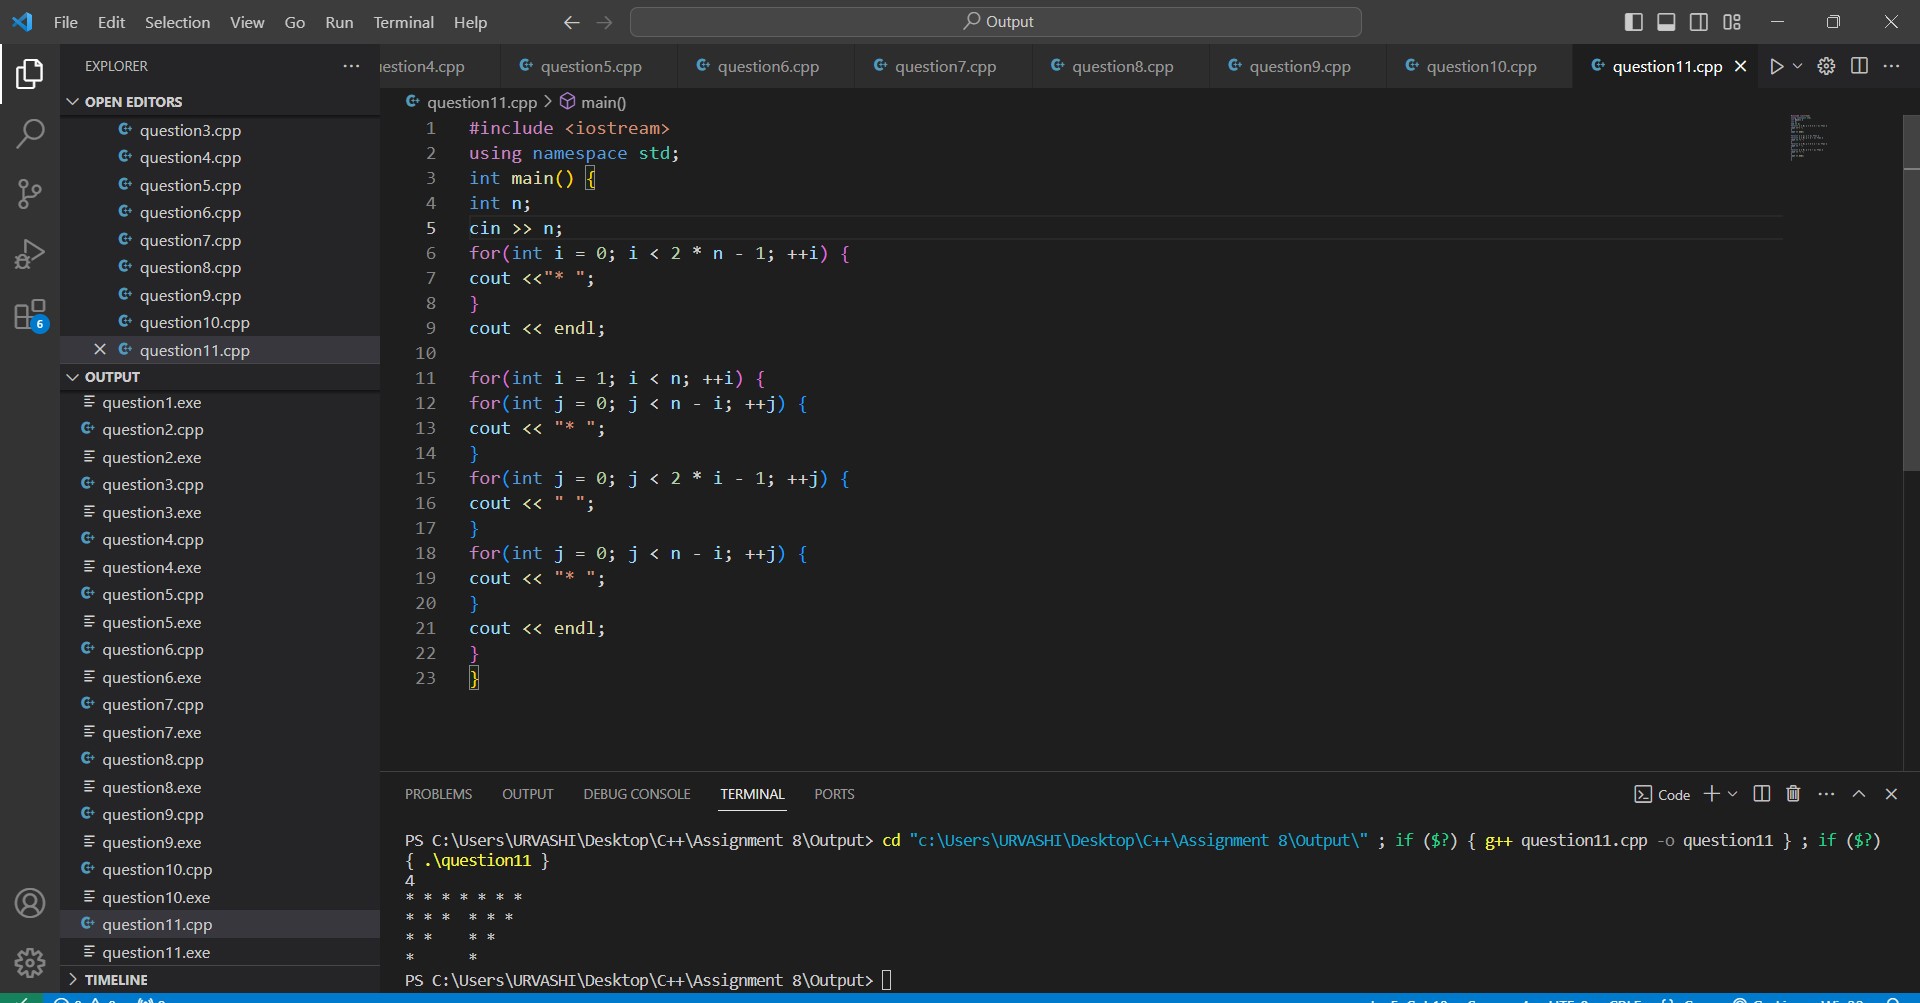 File Edit Selection View Go Run Terminal Help
Output
EXPLORER
OPEN EDITORS
question3.cpp
question4.cpp
question5.cpp
question6.cpp
question7.cpp
question8.cpp
question9.cpp
question10.cpp
question11.cpp
OUTPUT
question1.exe
question2.cpp
question2.exe
question3.cpp
question3.exe
question4.cpp
question4.exe
question5.cpp
question5.exe
question6.cpp
question6.exe
question7.cpp
question7.exe
question8.cpp
question8.exe
question9.cpp
question9.exe
question10.cpp
question10.exe
question11.cpp
question11.exe
TIMELINE
6
estion4.cpp question5.cpp question6.cpp question7.cpp question8.cpp question9.cpp question10.cpp question11.cpp
question11.cpp > main()
1 #include <iostream>
2 using namespace std;
3 int main() {
4 int n;
5 cin >> n;
6 for(int i = 0; i < 2 * n - 1; ++i) {
7 cout <<"* ";
8 }
9 cout << endl;
10
11 for(int i = 1; i < n; ++i) {
12 for(int j = 0; j < n - i; ++j) {
13 cout << "* ";
14 }
15 for(int j = 0; j < 2 * i - 1; ++j) {
16 cout << " ";
17 }
18 for(int j = 0; j < n - i; ++j) {
19 cout << "* ";
20 }
21 cout << endl;
22 }
23 }
PROBLEMS OUTPUT DEBUG CONSOLE TERMINAL PORTS
Code
PS C:\Users\URVASHI\Desktop\C++\Assignment 8\Output> cd "c:\Users\URVASHI\Desktop\C++\Assignment 8\Output\" ; if ($?) { g++ question11.cpp -o question11 } ; if ($?)
{ .\question11 }
4
* * * * * * *
* * *  * * *
* *    * *
*      *
PS C:\Users\URVASHI\Desktop\C++\Assignment 8\Output>